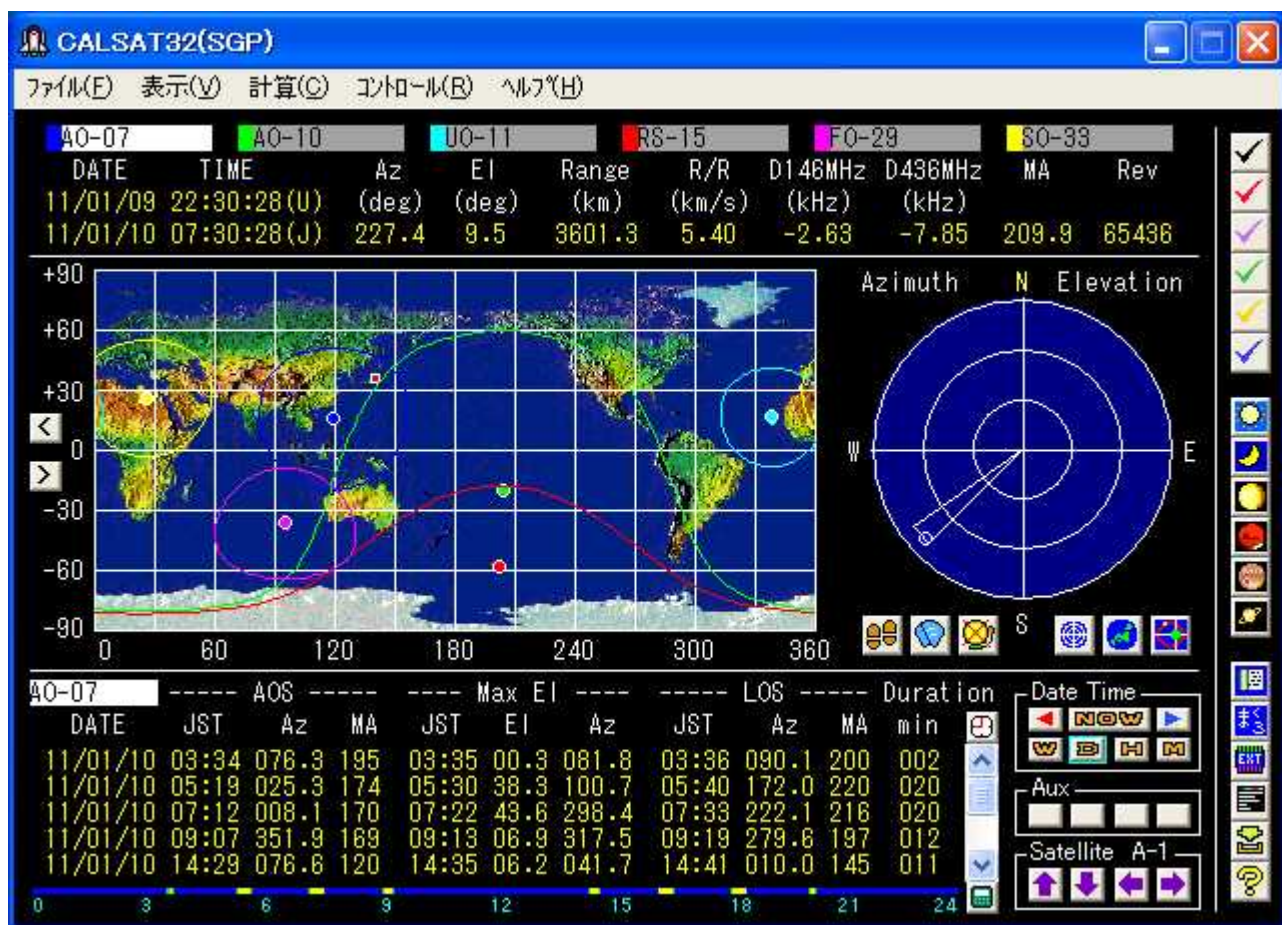 CALSAT32(SGP)
ファイル(F) 表示(V) 計算(C) コントロール(R) ヘルプ(H)
AO-07 AO-10 UO-11 RS-15 FO-29 SO-33
DATE TIME Az El Range R/R D146MHz D436MHz MA Rev
11/01/09 22:30:28(U) (deg) (deg) (km) (km/s) (kHz) (kHz)
11/01/10 07:30:28(J) 227.4 9.5 3601.3 5.40 -2.63 -7.85 209.9 65436
+90
+60
+30
0
-30
-60
-90
0 60 120 180 240 300 360
< >
Azimuth N Elevation
W E
S
AO-07 ----- AOS ----- ---- Max El ---- ----- LOS ----- Duration
DATE JST Az MA JST El Az JST Az MA min
11/01/10 03:34 076.3 195 03:35 00.3 081.8 03:36 090.1 200 002
11/01/10 05:19 025.3 174 05:30 38.3 100.7 05:40 172.0 220 020
11/01/10 07:12 008.1 170 07:22 43.6 298.4 07:33 222.1 216 020
11/01/10 09:07 351.9 169 09:13 06.9 317.5 09:19 279.6 197 012
11/01/10 14:29 076.6 120 14:35 06.2 041.7 14:41 010.0 145 011
0 3 6 9 12 15 18 21 24
Date Time
NOW
W D H M
Aux
Satellite A-1
まく3
EXT
?